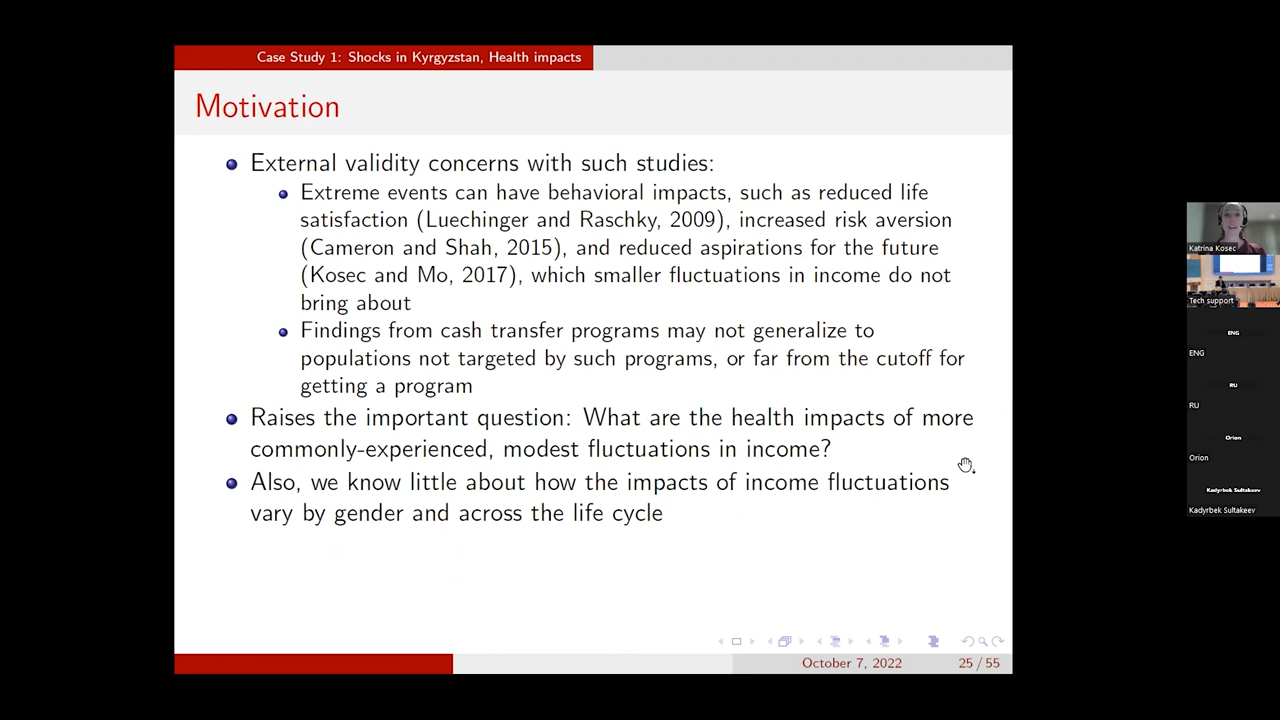 Case Study 1: Shocks in Kyrgyzstan, Health impacts
Motivation
External validity concerns with such studies:
Extreme events can have behavioral impacts, such as reduced life
satisfaction (Luechinger and Raschky, 2009), increased risk aversion
(Cameron and Shah, 2015), and reduced aspirations for the future
(Kosec and Mo, 2017), which smaller fluctuations in income do not
bring about
Findings from cash transfer programs may not generalize to
populations not targeted by such programs, or far from the cutoff for
getting a program
Raises the important question: What are the health impacts of more
commonly-experienced, modest fluctuations in income?
Also, we know little about how the impacts of income fluctuations
vary by gender and across the life cycle
October 7, 2022
25 / 55
Katrina Kosec
Tech support
ENG
ENG
RU
RU
Orion
Orion
Kadyrbek Sultakeev
Kadyrbek Sultakeev